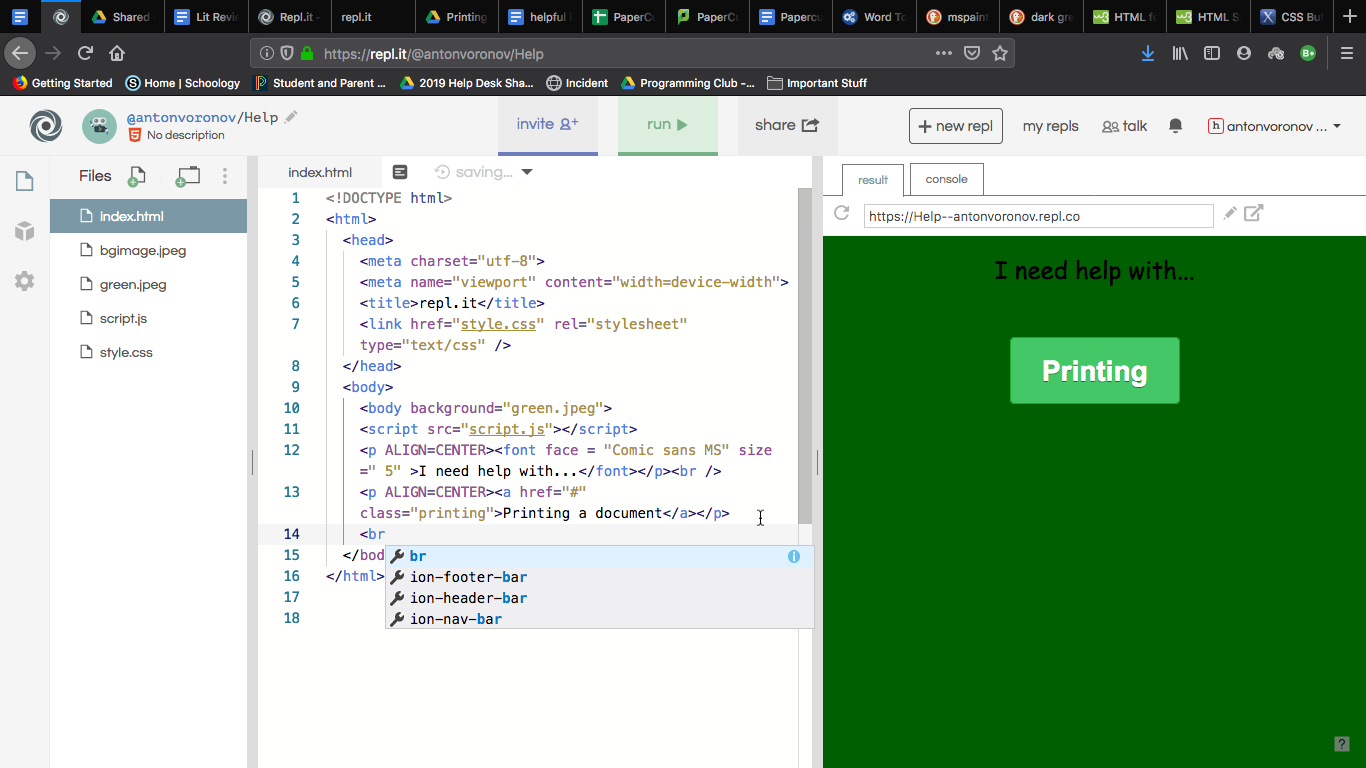 Shared
Lit Revie
Repl.it -
repl.it
Printing
helpful
PaperCu
PaperCu
Papercu
Word To
mspaint
dark gre
HTML fo
HTML S
CSS But
https://repl.it/@antonvoronov/Help
Getting Started
Home | Schoology
Student and Parent ...
2019 Help Desk Sha...
Incident
Programming Club -...
Important Stuff
@antonvoronov/Help
No description
invite
run
share
+ new repl
my repls
talk
antonvoronov ...
Files
index.html
saving...
result
console
https://Help--antonvoronov.repl.co
index.html
bgimage.jpeg
green.jpeg
script.js
style.css
1 <!DOCTYPE html>
2 <html>
3 <head>
4 <meta charset="utf-8">
5 <meta name="viewport" content="width=device-width">
6 <title>repl.it</title>
7 <link href="style.css" rel="stylesheet"
type="text/css" />
8 </head>
9 <body>
10 <body background="green.jpeg">
11 <script src="script.js"></script>
12 <p ALIGN=CENTER><font face = "Comic sans MS" size
=" 5" >I need help with...</font></p><br />
13 <p ALIGN=CENTER><a href="#"
class="printing">Printing a document</a></p>
14 <br
15 </bod
16 </html>
17
18
br
ion-footer-bar
ion-header-bar
ion-nav-bar
I need help with...
Printing
?